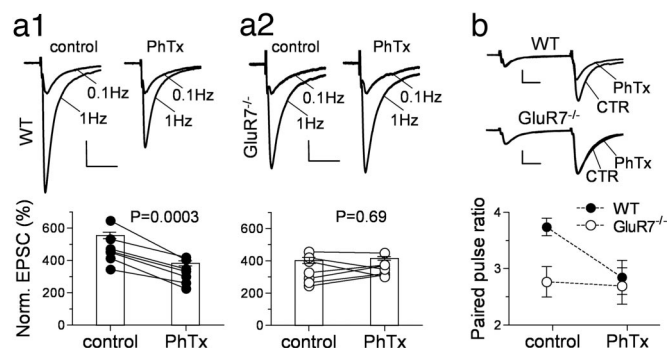 a1
control
PhTx
0.1Hz
0.1Hz
1Hz
1Hz
WT
Norm. EPSC (%)
600
400
200
0
P=0.0003
control
PhTx
a2
control
PhTx
0.1Hz
0.1Hz
1Hz
1Hz
GluR7-/-
600
400
200
0
P=0.69
control
PhTx
b
WT
PhTx
CTR
GluR7-/-
PhTx
CTR
Paired pulse ratio
4
3
2
WT
GluR7-/-
control
PhTx